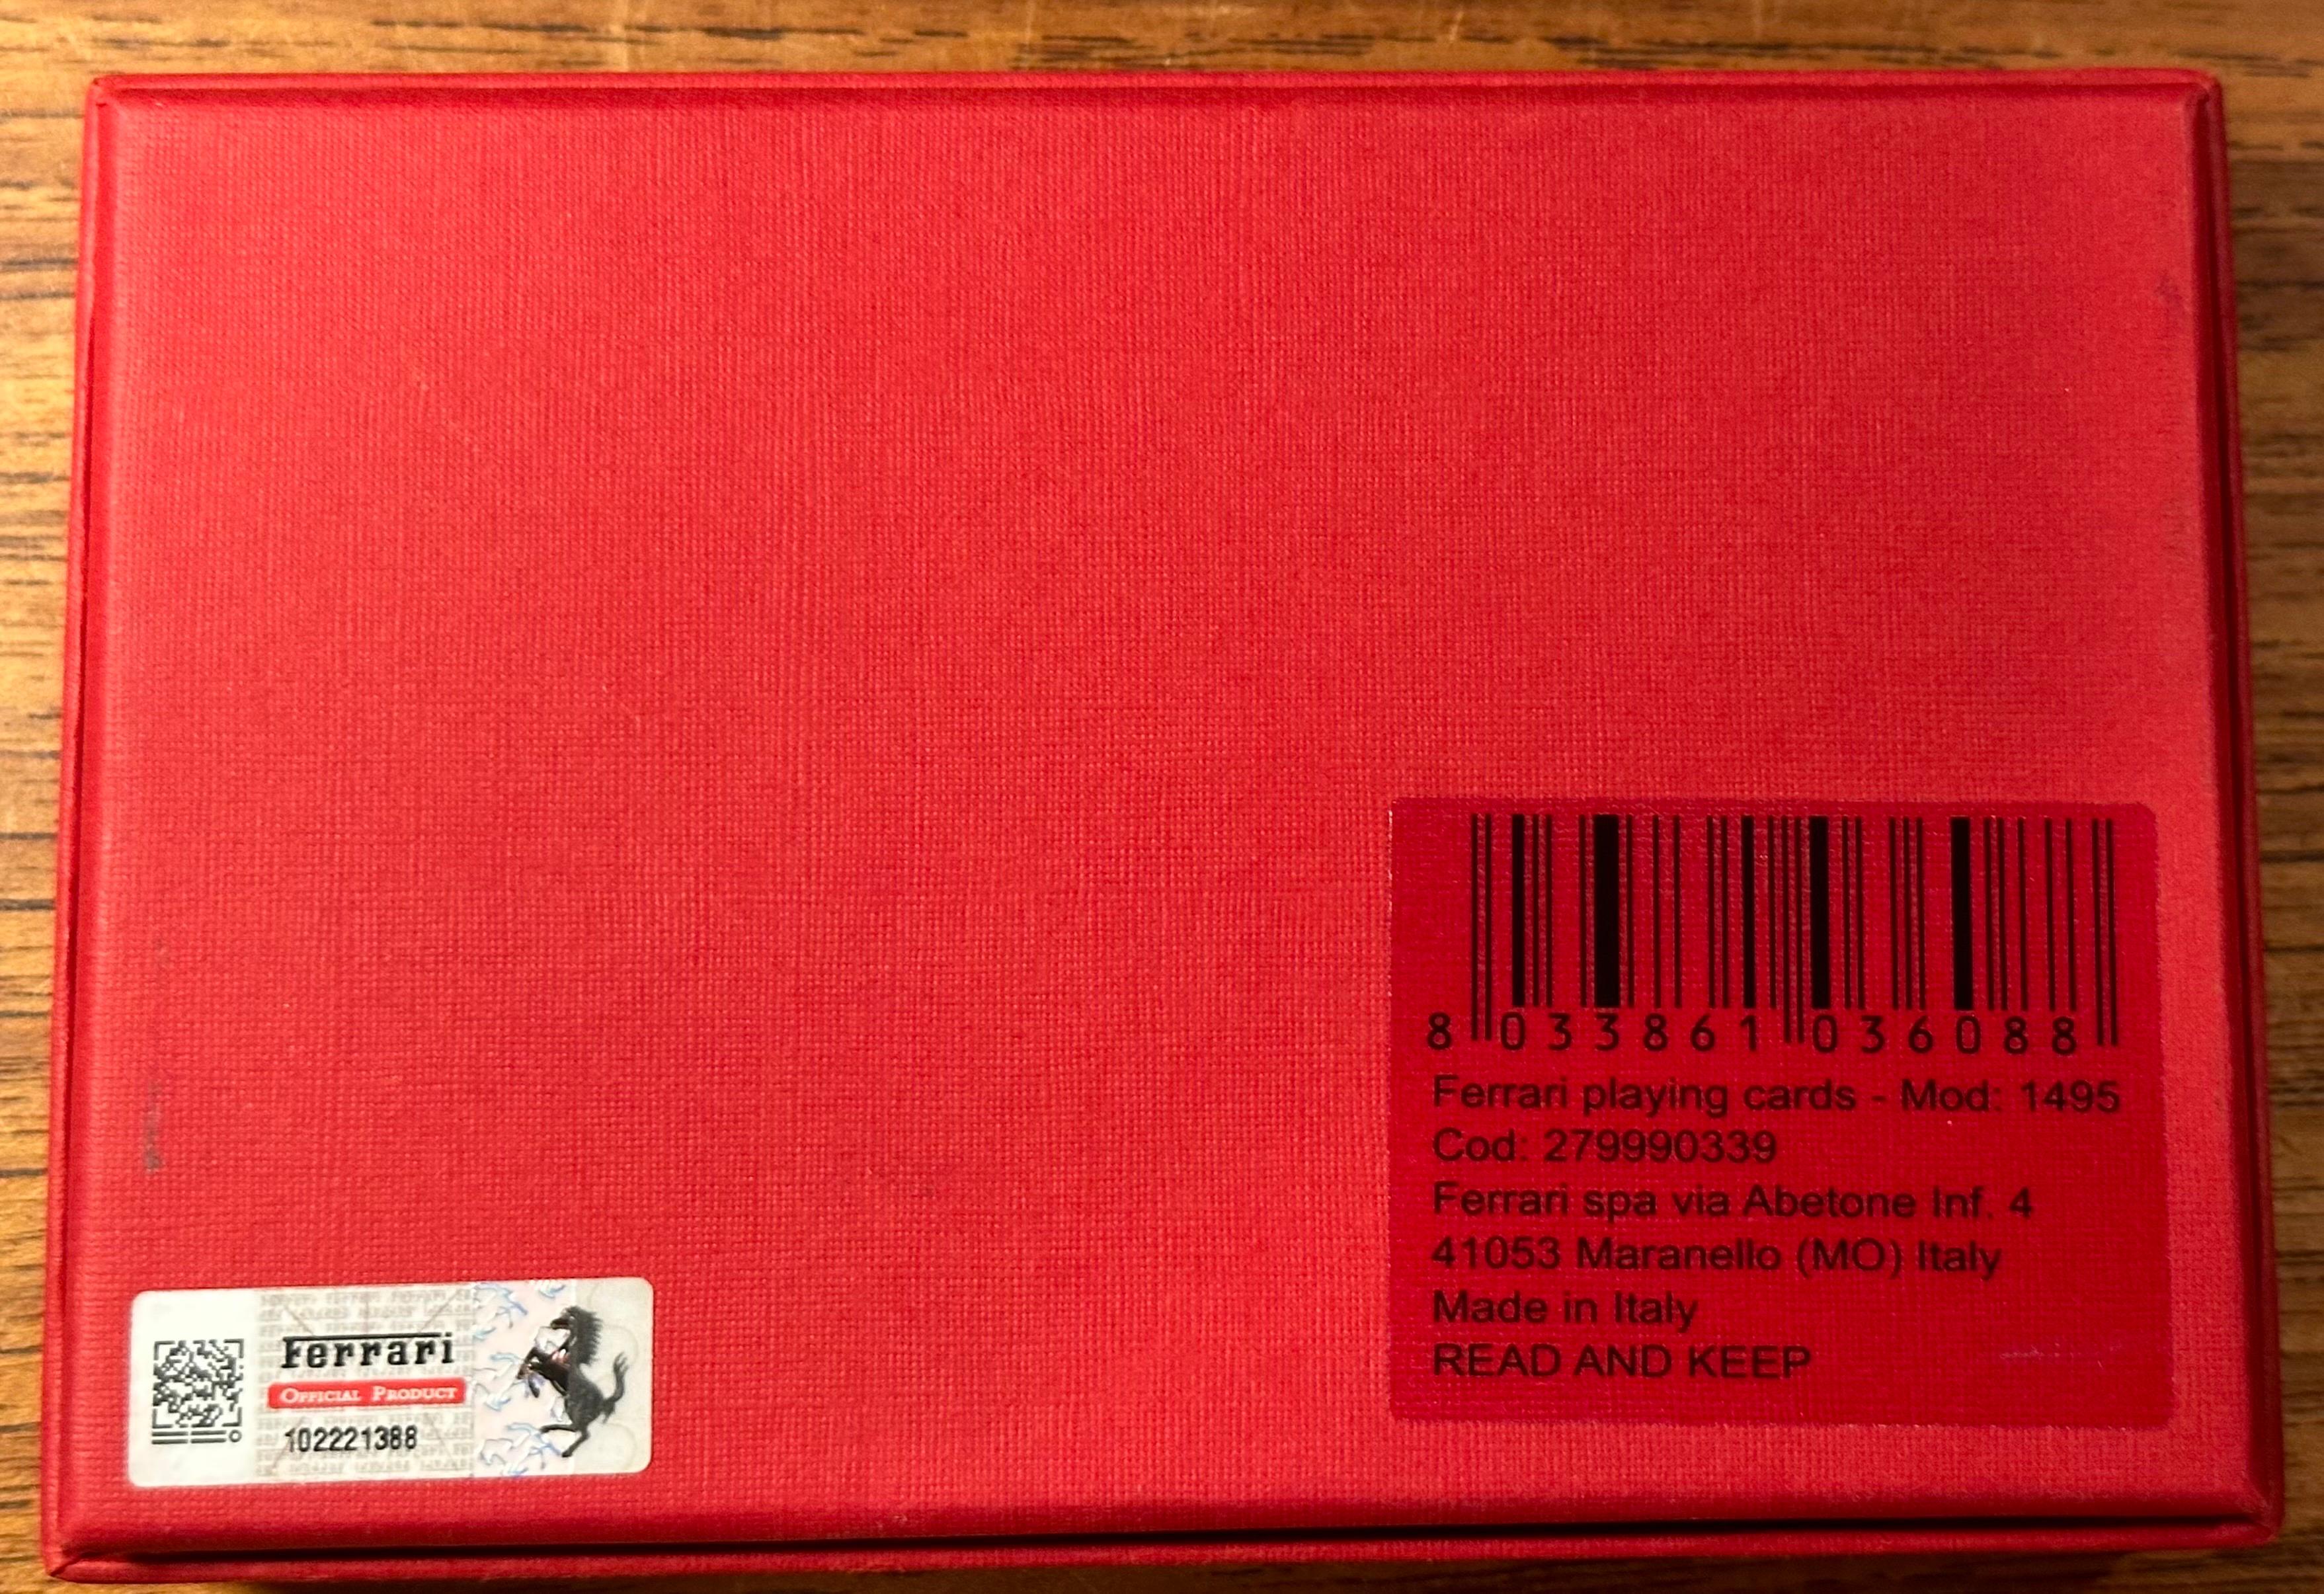 8 033861 036088
Ferrari playing cards - Mod: 1495
Cod: 279990339
Ferrari spa via Abetone Inf. 4
41053 Maranello (MO) Italy
Made in Italy
READ AND KEEP
Ferrari
OFFICIAL PRODUCT
102221388